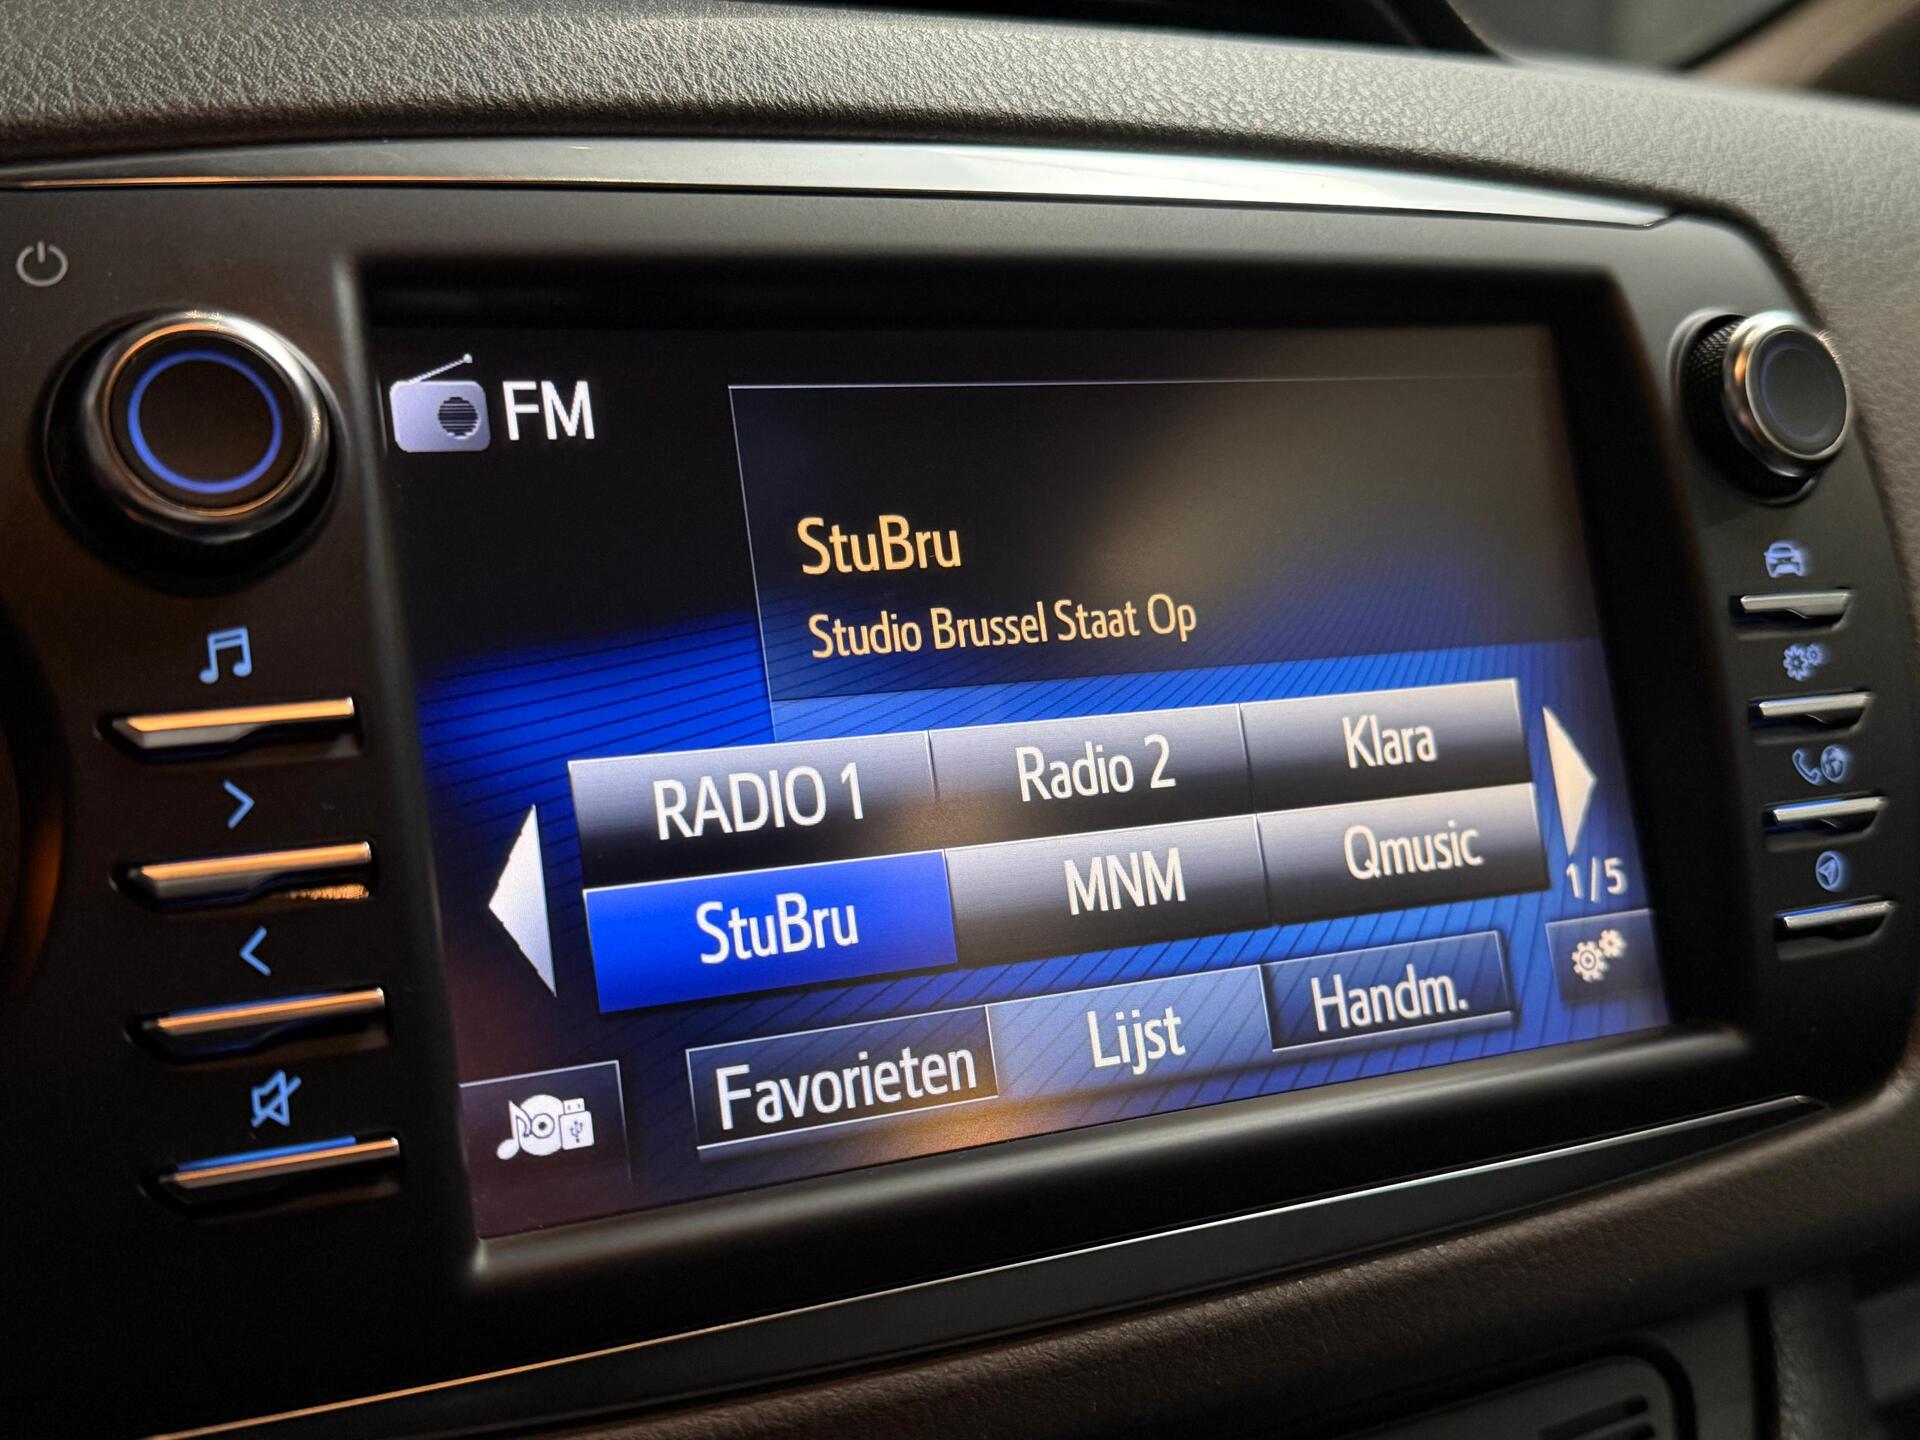 FM
StuBru
Studio Brussel Staat Op
RADIO 1 Radio 2 Klara
StuBru MNM Qmusic
1/5
Favorieten Lijst Handm.